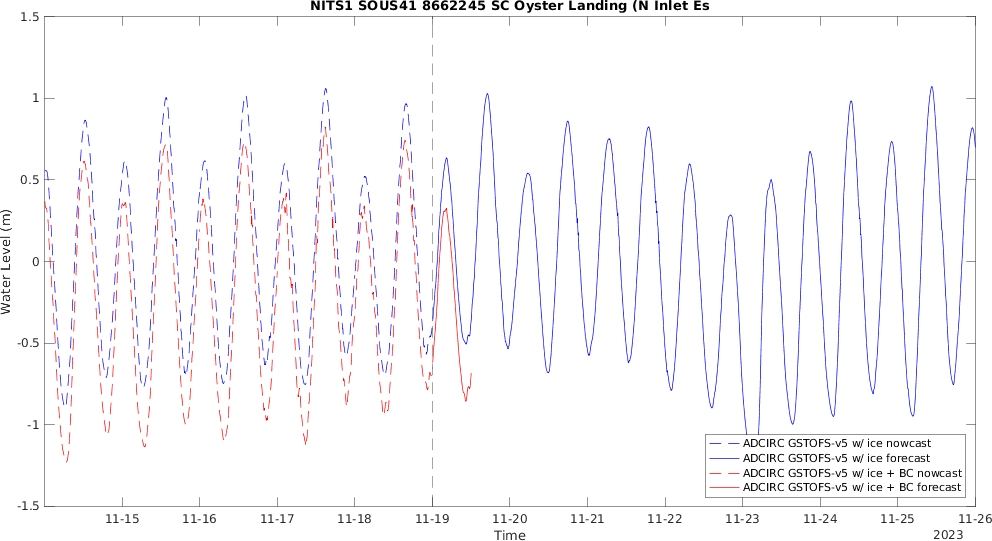 NITS1 SOUS41 8662245 SC Oyster Landing (N Inlet Es
1.5
1
0.5
0
-0.5
-1
-1.5
Water Level (m)
11-15
11-16
11-17
11-18
11-19
11-20
11-21
11-22
11-23
11-24
11-25
11-26
Time
2023
ADCIRC GSTOFS-v5 w/ ice nowcast
ADCIRC GSTOFS-v5 w/ ice forecast
ADCIRC GSTOFS-v5 w/ ice + BC nowcast
ADCIRC GSTOFS-v5 w/ ice + BC forecast